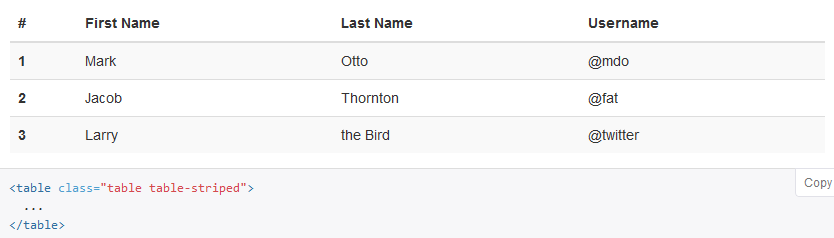 # First Name Last Name Username
1 Mark Otto @mdo
2 Jacob Thornton @fat
3 Larry the Bird @twitter
Copy
<table class="table table-striped">
...
</table>